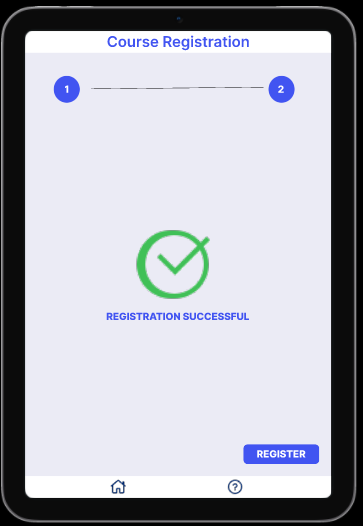 Course Registration
1
2
REGISTRATION SUCCESSFUL
REGISTER
?